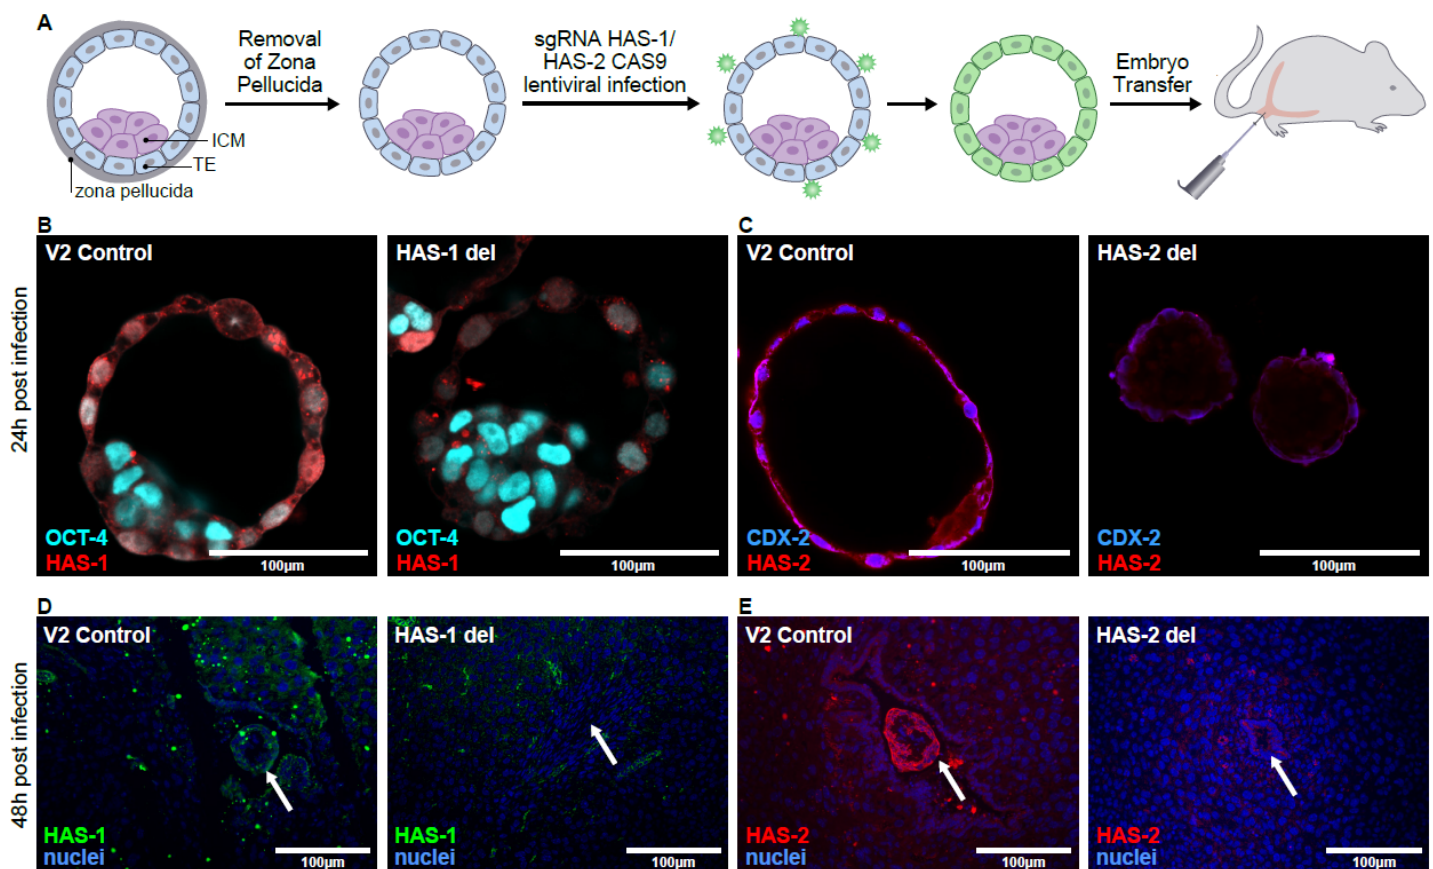 A
Removal
of Zona
Pellucida
sgRNA HAS-1/
HAS-2 CAS9
lentiviral infection
Embryo
Transfer
ICM
TE
zona pellucida
B
C
24h post infection
V2 Control
OCT-4
HAS-1
100µm
HAS-1 del
OCT-4
HAS-1
100µm
V2 Control
CDX-2
HAS-2
100µm
HAS-2 del
CDX-2
HAS-2
100µm
D
E
48h post infection
V2 Control
HAS-1
nuclei
100µm
HAS-1 del
HAS-1
nuclei
100µm
V2 Control
HAS-2
nuclei
100µm
HAS-2 del
HAS-2
nuclei
100µm